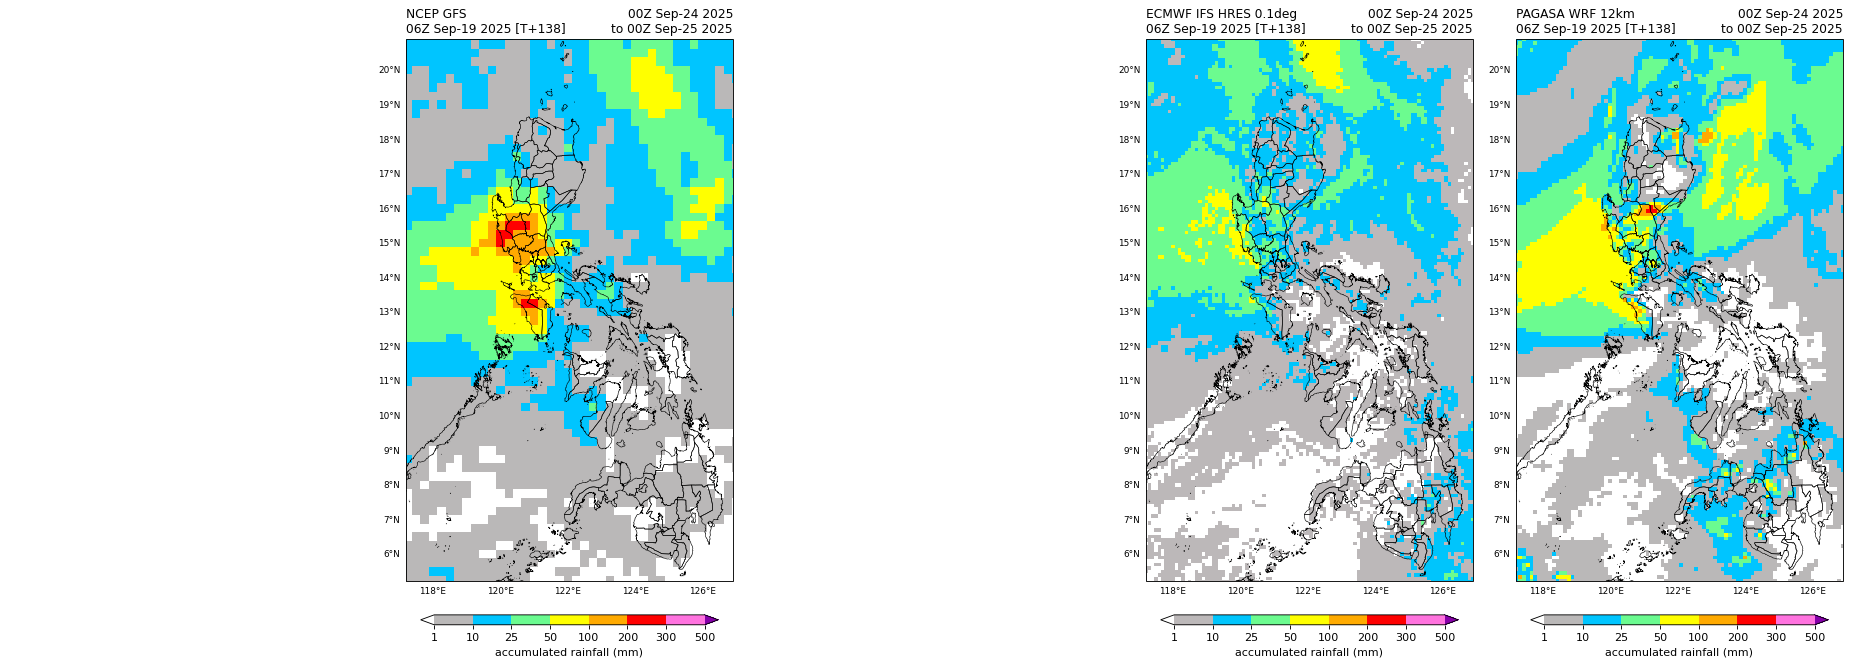 NCEP GFS 00Z Sep-24 2025
06Z Sep-19 2025 [T+138] to 00Z Sep-25 2025
20°N
19°N
18°N
17°N
16°N
15°N
14°N
13°N
12°N
11°N
10°N
9°N
8°N
7°N
6°N
118°E 120°E 122°E 124°E 126°E
1 10 25 50 100 200 300 500
accumulated rainfall (mm)
ECMWF IFS HRES 0.1deg 00Z Sep-24 2025
06Z Sep-19 2025 [T+138] to 00Z Sep-25 2025
20°N
19°N
18°N
17°N
16°N
15°N
14°N
13°N
12°N
11°N
10°N
9°N
8°N
7°N
6°N
118°E 120°E 122°E 124°E 126°E
1 10 25 50 100 200 300 500
accumulated rainfall (mm)
PAGASA WRF 12km 00Z Sep-24 2025
06Z Sep-19 2025 [T+138] to 00Z Sep-25 2025
20°N
19°N
18°N
17°N
16°N
15°N
14°N
13°N
12°N
11°N
10°N
9°N
8°N
7°N
6°N
118°E 120°E 122°E 124°E 126°E
1 10 25 50 100 200 300 500
accumulated rainfall (mm)